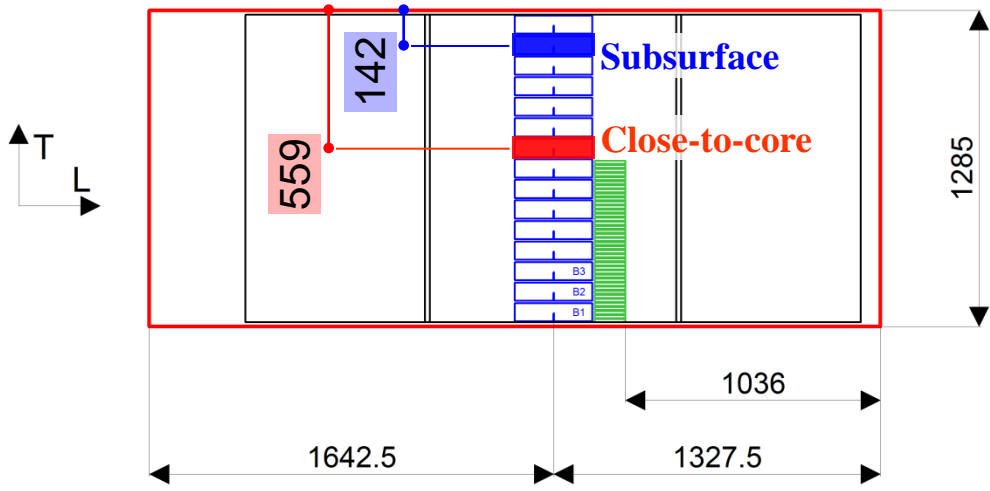 142
Subsurface
559
Close-to-core
T
L
1285
B3
B2
B1
1036
1642.5
1327.5